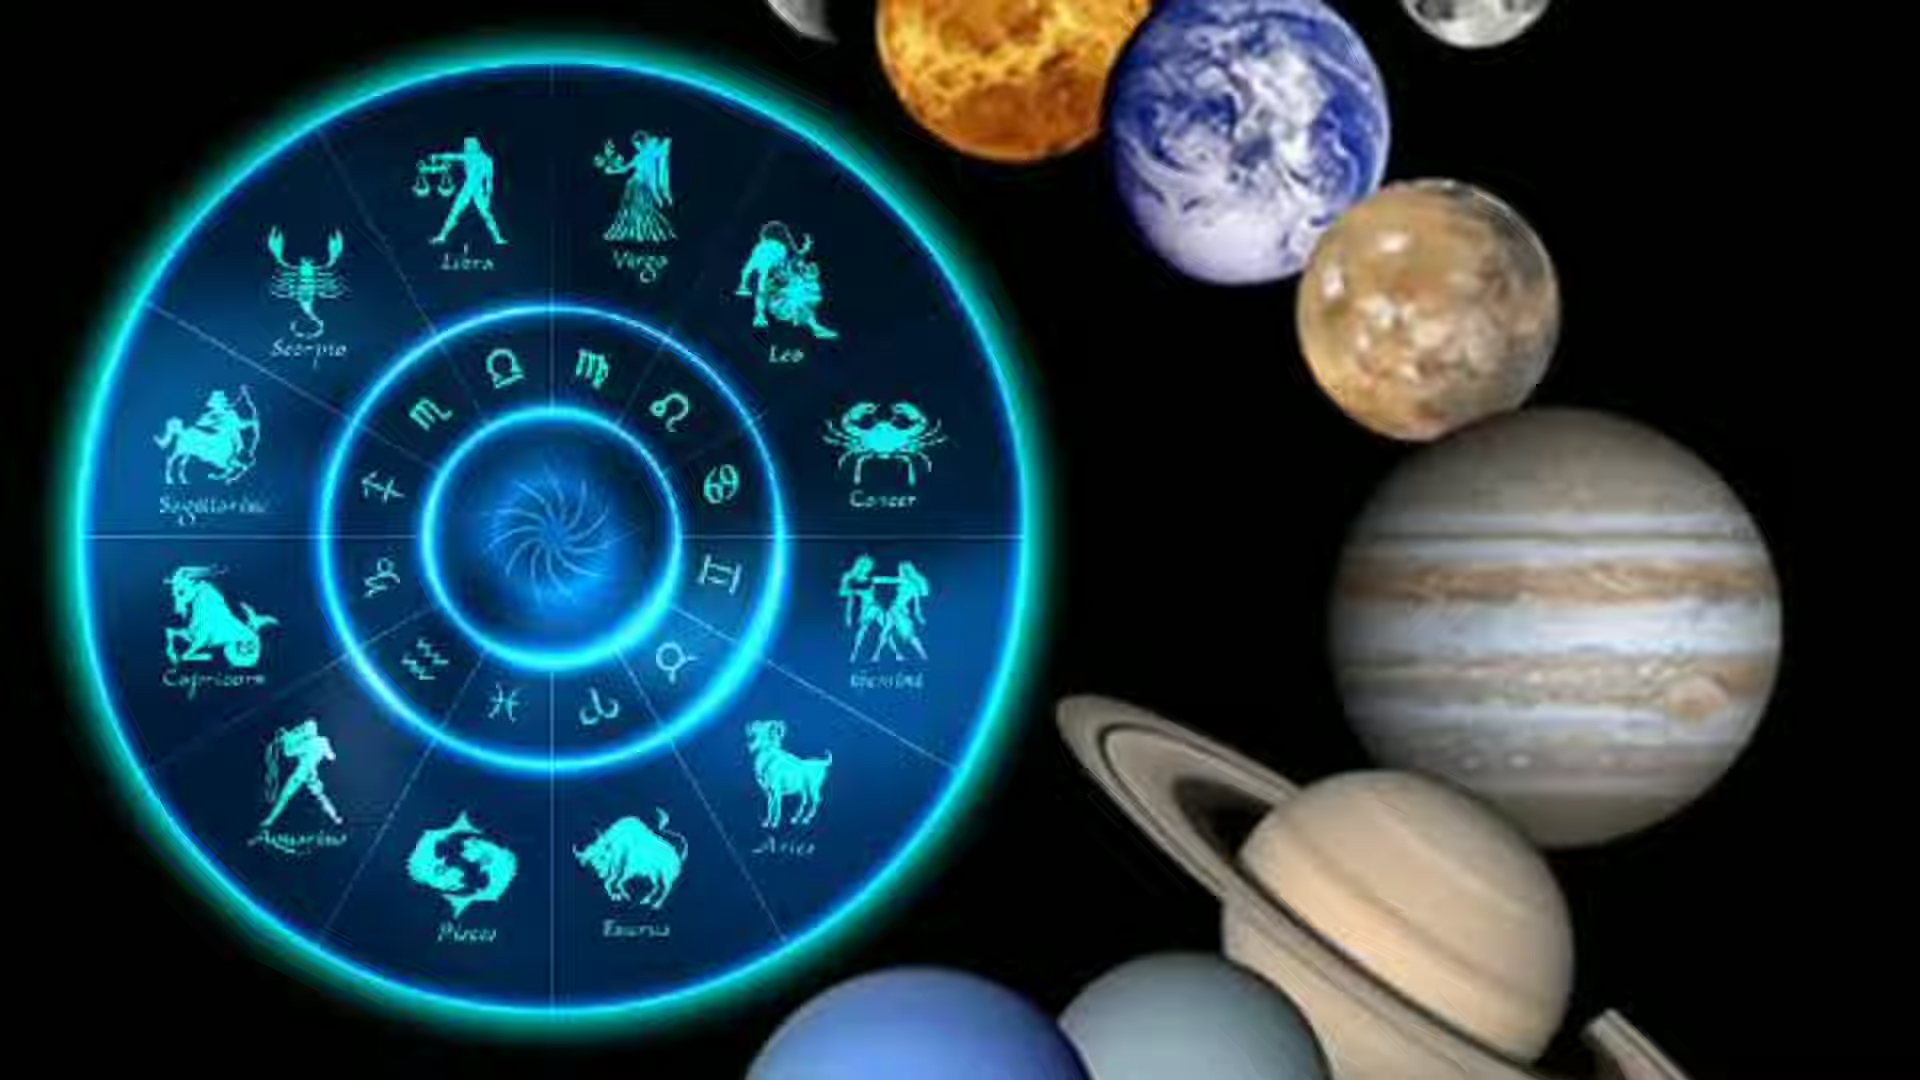 Libra
Virgo
Scorpio
Leo
Sagittarius
Cancer
Capricorn
Gemini
Aquarius
Aries
Pisces
Taurus